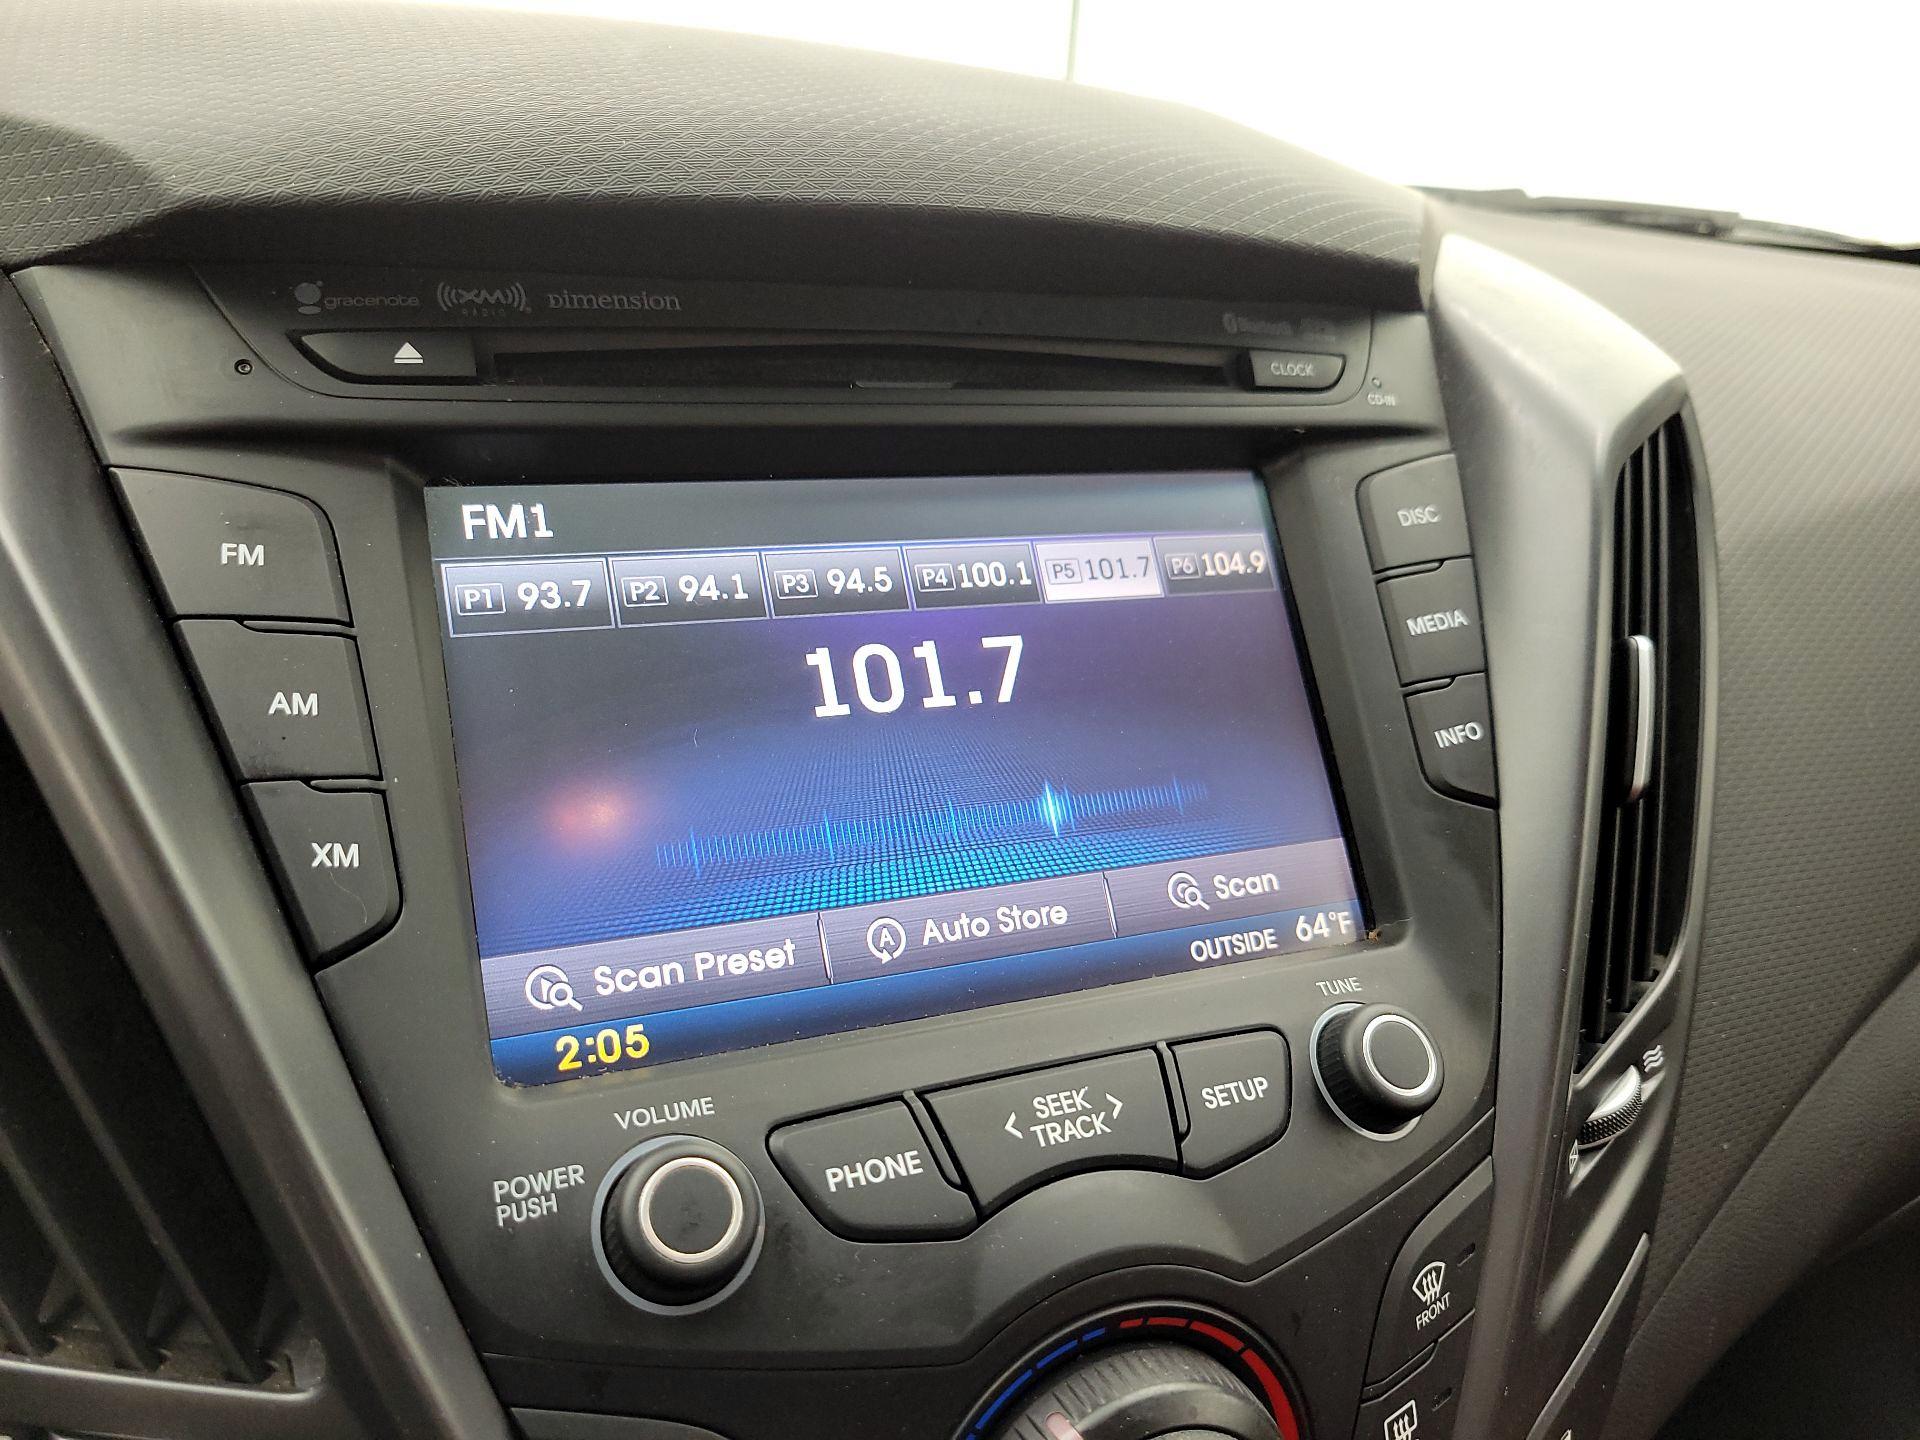 gracenote XM RADIO Dimension Bluetooth
CLOCK
CD-IN
FM
AM
XM
DISC
MEDIA
INFO
FM1
P1 93.7 P2 94.1 P3 94.5 P4 100.1 P5 101.7 P6 104.9
101.7
Scan Preset A Auto Store Scan
2:05 OUTSIDE 64°F
VOLUME
POWER
PUSH
PHONE
< SEEK >
TRACK
SETUP
TUNE
FRONT